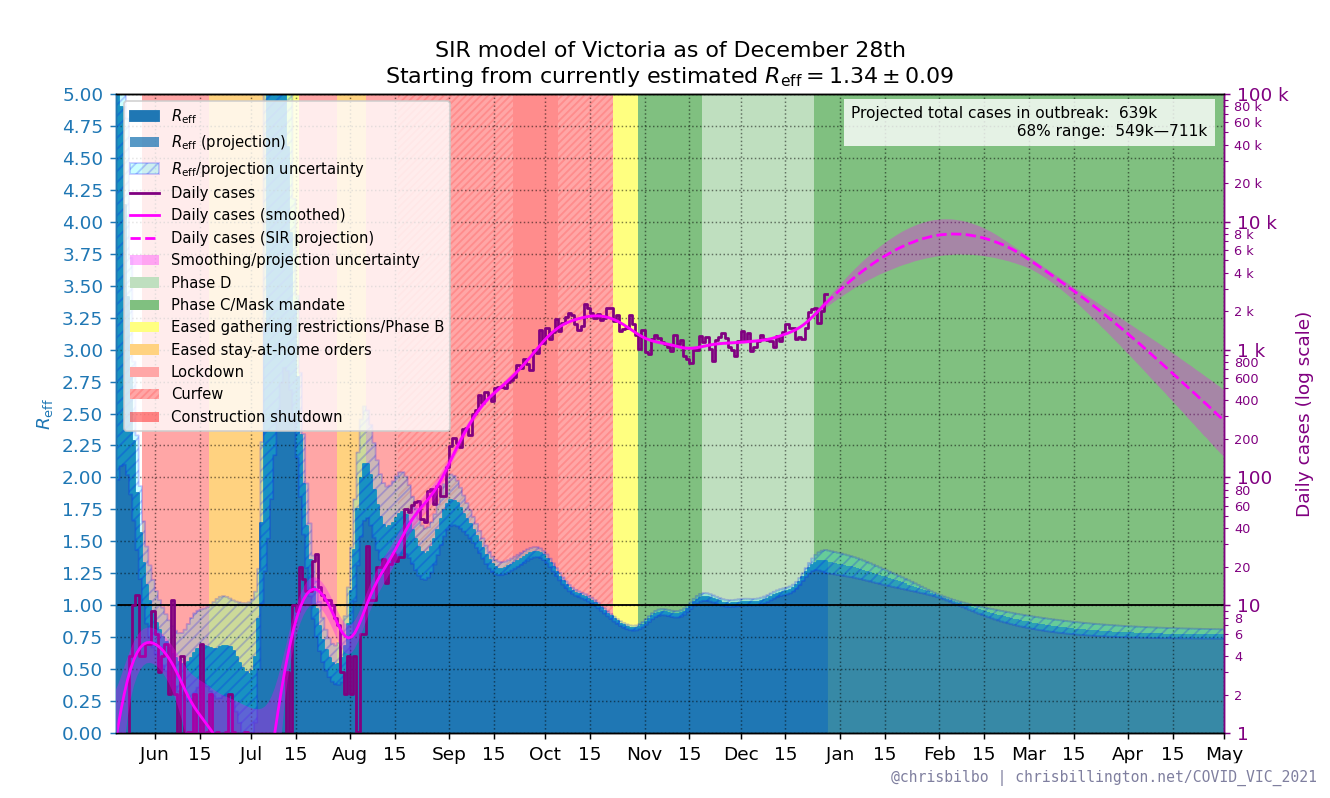 SIR model of Victoria as of December 28th
Starting from currently estimated R_eff = 1.34 ± 0.09
R_eff
5.00
4.75
4.50
4.25
4.00
3.75
3.50
3.25
3.00
2.75
2.50
2.25
2.00
1.75
1.50
1.25
1.00
0.75
0.50
0.25
0.00
R_eff
R_eff (projection)
R_eff/projection uncertainty
Daily cases
Daily cases (smoothed)
Daily cases (SIR projection)
Smoothing/projection uncertainty
Phase D
Phase C/Mask mandate
Eased gathering restrictions/Phase B
Eased stay-at-home orders
Lockdown
Curfew
Construction shutdown
Projected total cases in outbreak: 639k
68% range: 549k—711k
100 k
80 k
60 k
40 k
20 k
10 k
8 k
6 k
4 k
2 k
1 k
800
600
400
200
100
80
60
40
20
10
8
6
4
2
1
Daily cases (log scale)
Jun 15 Jul 15 Aug 15 Sep 15 Oct 15 Nov 15 Dec 15 Jan 15 Feb 15 Mar 15 Apr 15 May
@chrisbilbo | chrisbillington.net/COVID_VIC_2021